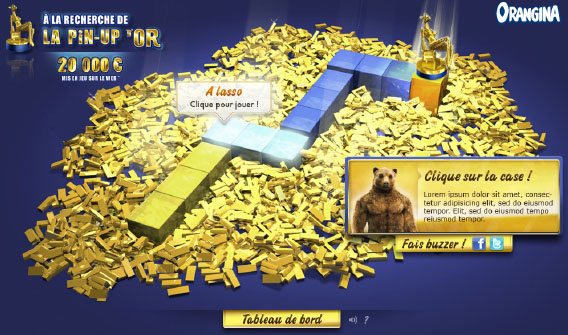 À LA RECHERCHE DE
LA PIN-UP D'OR
20 000 €
MIS EN JEU SUR LE WEB *
ORANGINA
A lasso
Clique pour jouer !
Clique sur la case !
Lorem ipsum dolor sit amet, consec-
tetur adipisicing elit, sed do eiusmod
tempor. Elit, sed do eiusmod tempo
reiusmod tempor.
Fais buzzer !
f
Tableau de bord
?